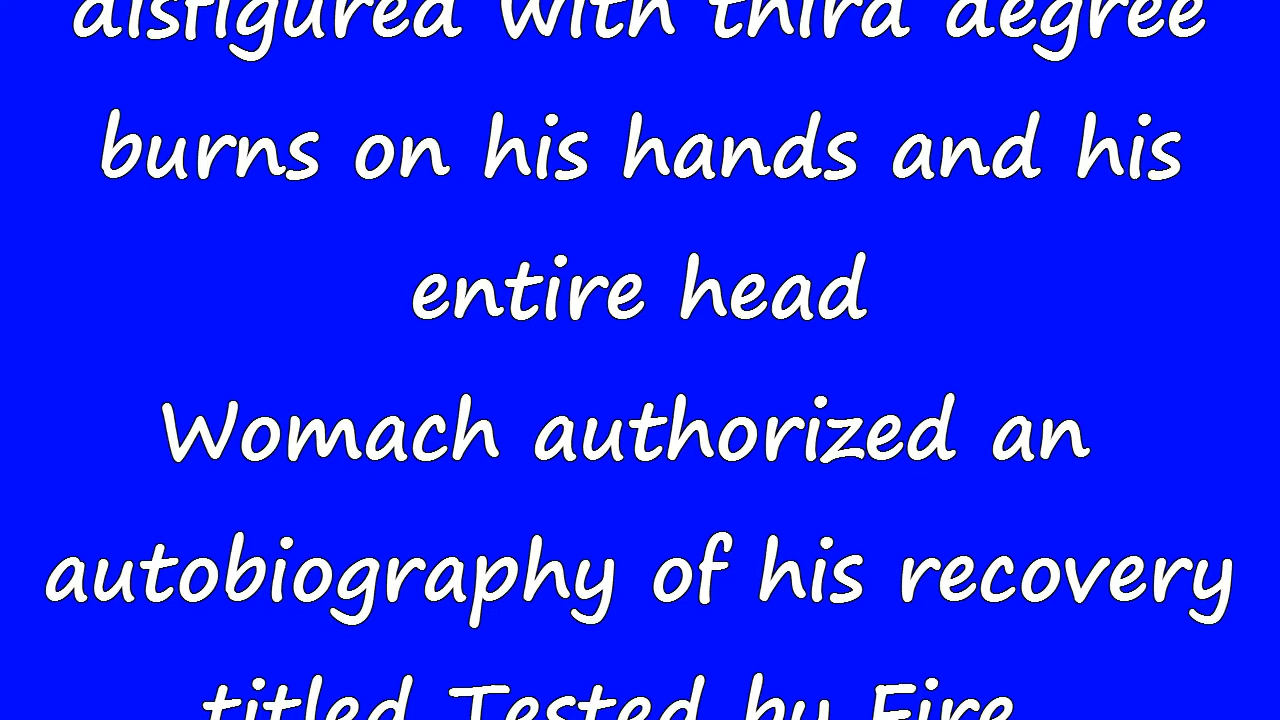 disfigured with third degree
burns on his hands and his
entire head
Womach authorized an
autobiography of his recovery
titled Tested by Fire